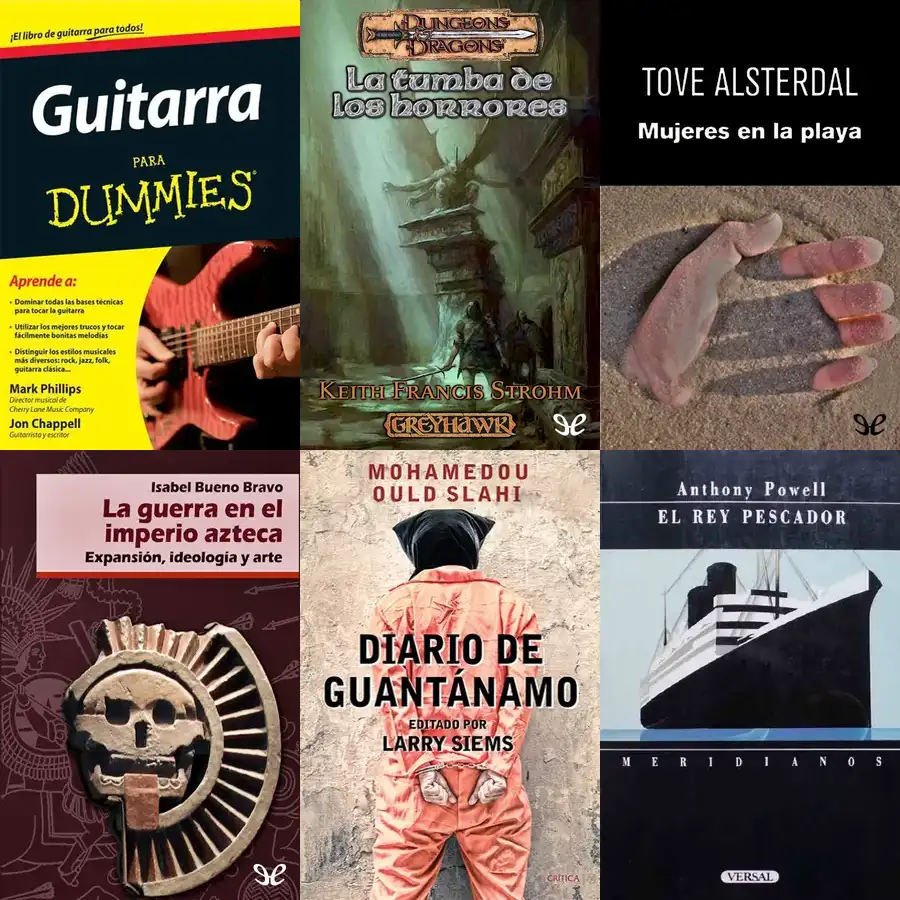 ¡El libro de guitarra para todos!
Guitarra
PARA
DUMMIES
Aprende a:
• Dominar todas las bases técnicas
para tocar la guitarra
• Utilizar los mejores trucos y tocar
fácilmente bonitas melodías
• Distinguir los estilos musicales
más diversos: rock, jazz, folk,
guitarra clásica...
Mark Phillips
Director musical de
Cherry Lane Music Company
Jon Chappell
Guitarrista y escritor
DUNGEONS
DRAGONS
La tumba de
los horrores
KEITH FRANCIS STROHM
GREYHAWK
TOVE ALSTERDAL
Mujeres en la playa
Isabel Bueno Bravo
La guerra en el
imperio azteca
Expansión, ideología y arte
MOHAMEDOU
OULD SLAHI
DIARIO DE
GUANTÁNAMO
EDITADO POR
LARRY SIEMS
CRÍTICA
Anthony Powell
EL REY PESCADOR
MERIDIANOS
VERSAL